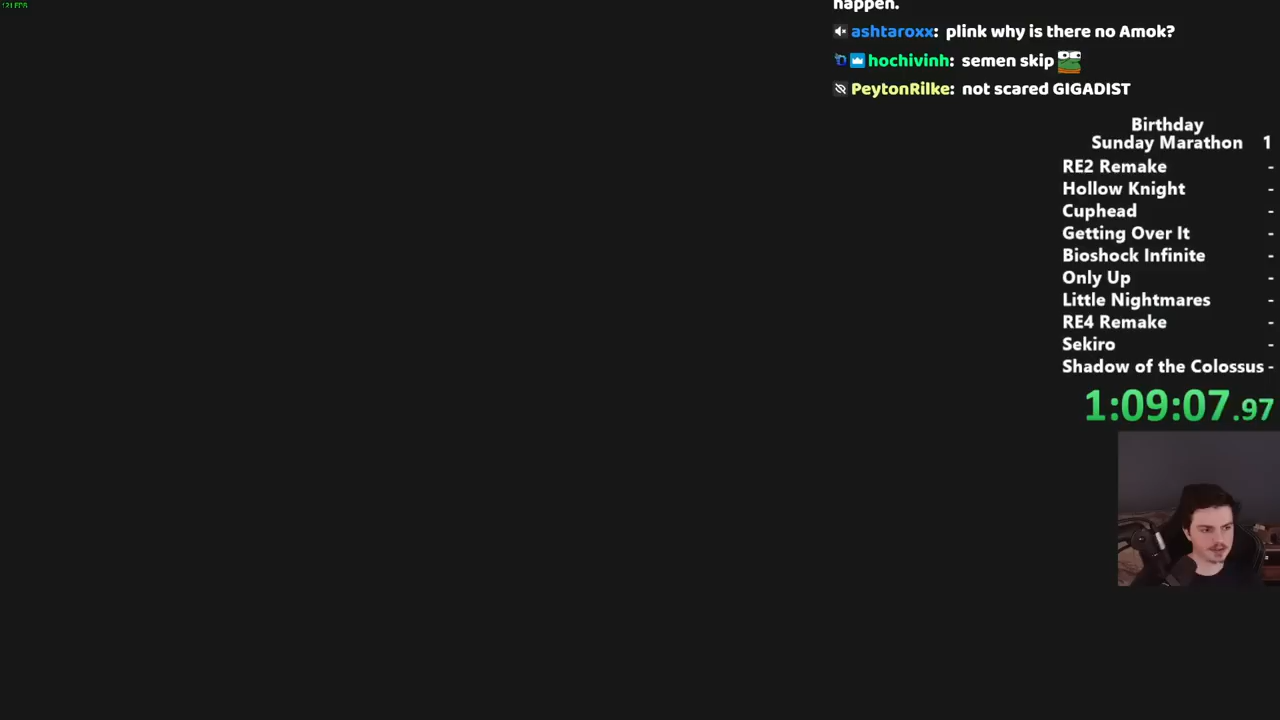 121 FPS
happen.
ashtaroxx: plink why is there no Amok?
hochivinh: semen skip
PeytonRilke: not scared GIGADIST
Birthday
Sunday Marathon 1
RE2 Remake -
Hollow Knight -
Cuphead -
Getting Over It -
Bioshock Infinite -
Only Up -
Little Nightmares -
RE4 Remake -
Sekiro -
Shadow of the Colossus -
1:09:07.97